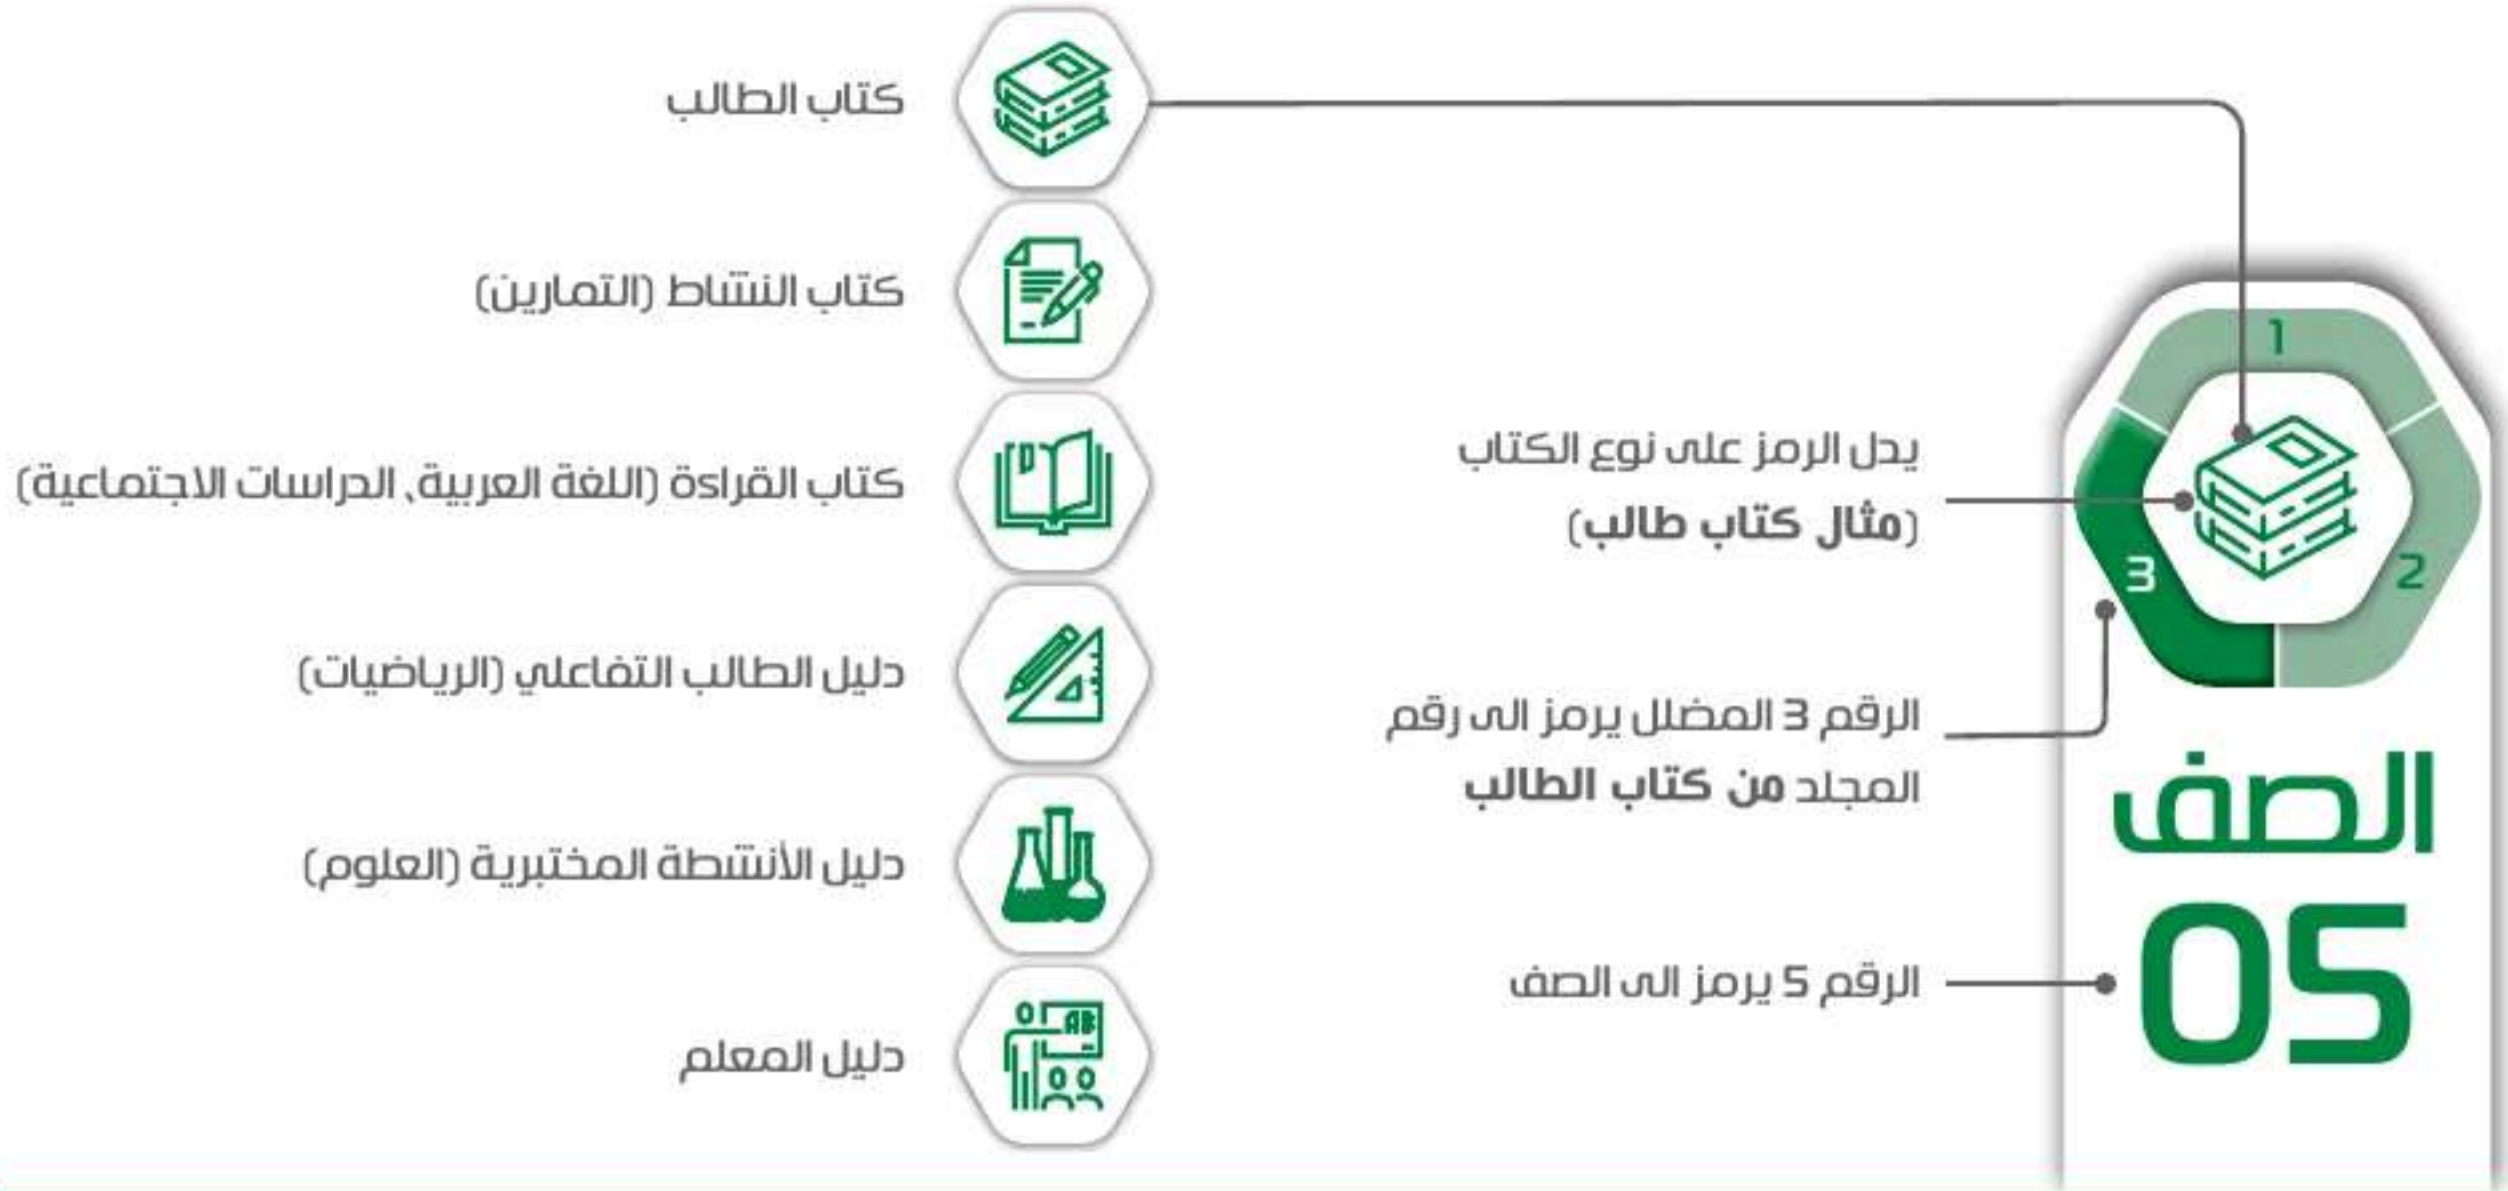 1
2
3
الصف
05
يدل الرمز على نوع الكتاب
(مثال كتاب طالب)
الرقم 3 المضلل يرمز الى رقم
المجلد من كتاب الطالب
الرقم 5 يرمز الى الصف
كتاب الطالب
كتاب النشاط (التمارين)
كتاب القراءة (اللغة العربية، الدراسات الاجتماعية)
دليل الطالب التفاعلي (الرياضيات)
دليل الأنشطة المختبرية (العلوم)
دليل المعلم
AB